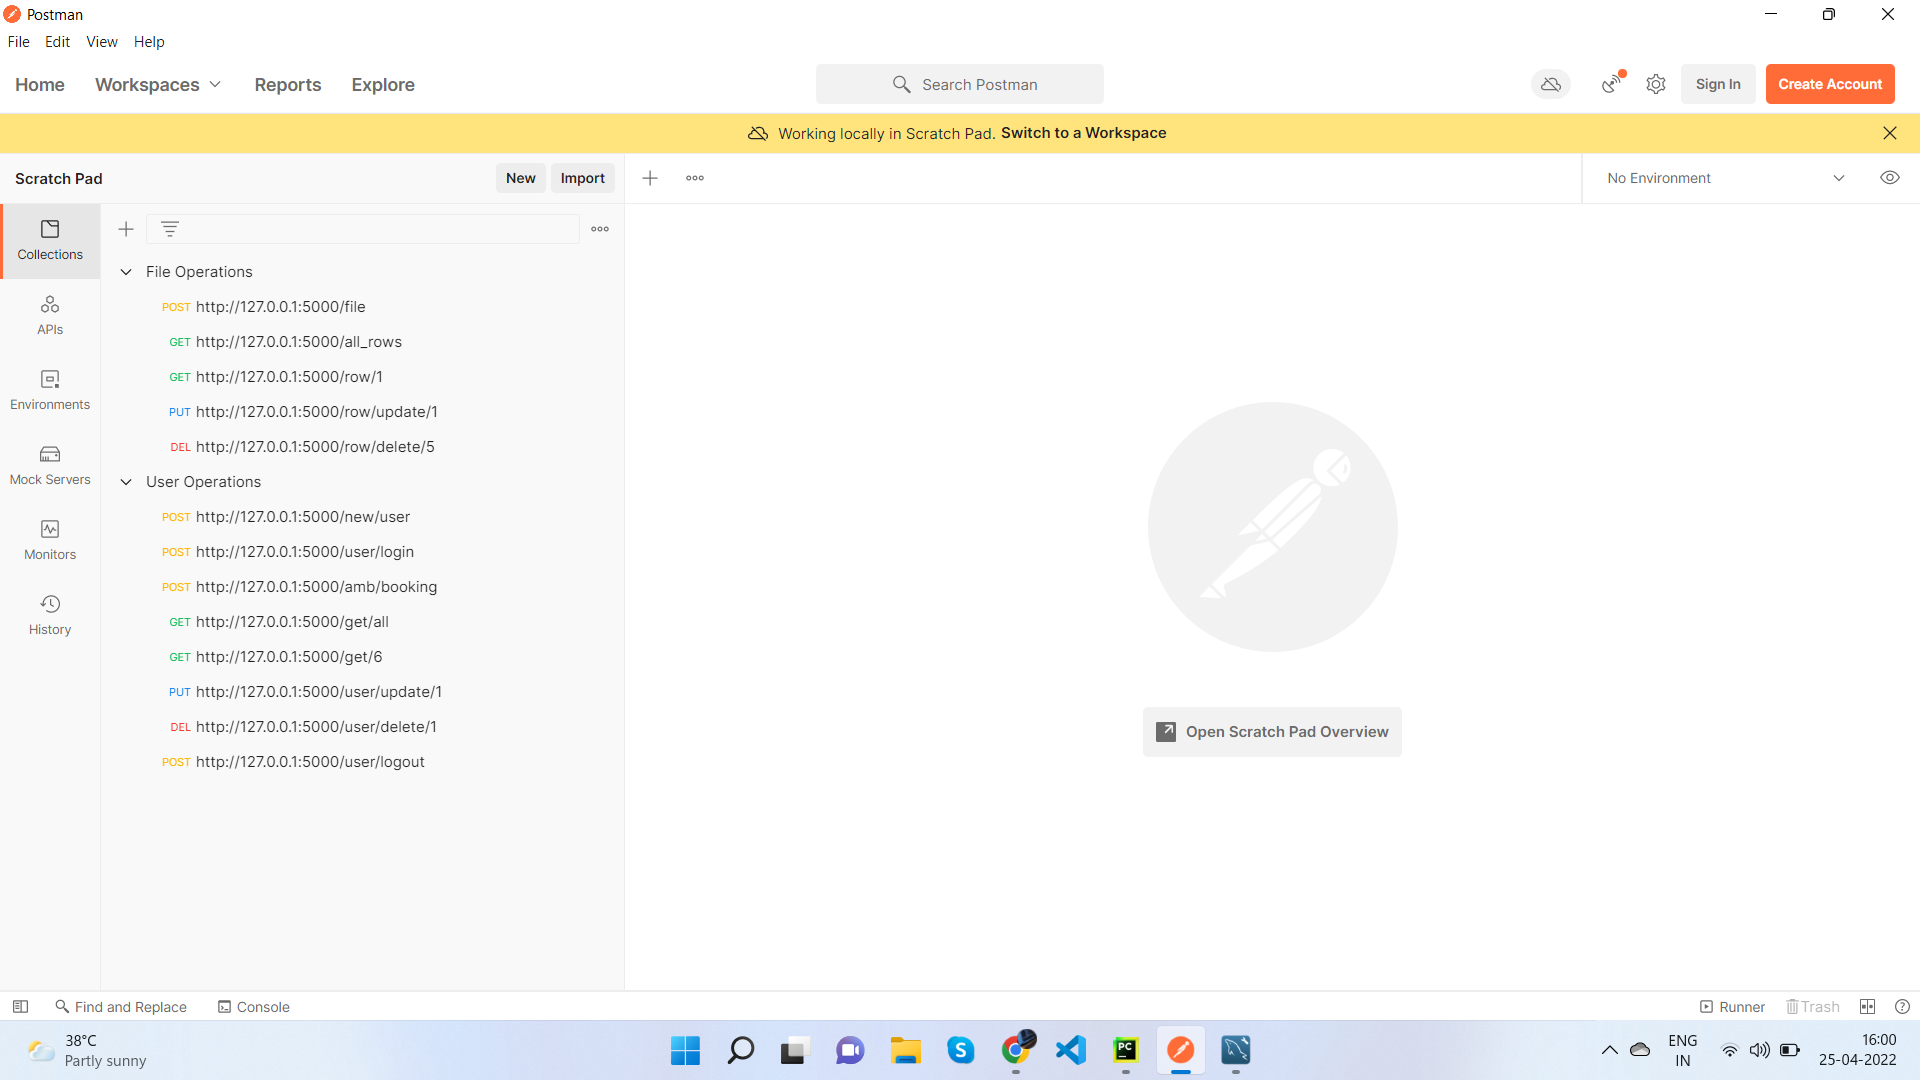 Postman
File Edit View Help
Home Workspaces Reports Explore
Search Postman
Sign In
Create Account
Working locally in Scratch Pad. Switch to a Workspace
Scratch Pad
New
Import
No Environment
Collections
APIs
Environments
Mock Servers
Monitors
History
File Operations
POST http://127.0.0.1:5000/file
GET http://127.0.0.1:5000/all_rows
GET http://127.0.0.1:5000/row/1
PUT http://127.0.0.1:5000/row/update/1
DEL http://127.0.0.1:5000/row/delete/5
User Operations
POST http://127.0.0.1:5000/new/user
POST http://127.0.0.1:5000/user/login
POST http://127.0.0.1:5000/amb/booking
GET http://127.0.0.1:5000/get/all
GET http://127.0.0.1:5000/get/6
PUT http://127.0.0.1:5000/user/update/1
DEL http://127.0.0.1:5000/user/delete/1
POST http://127.0.0.1:5000/user/logout
Open Scratch Pad Overview
Find and Replace
Console
Runner
Trash
38°C
Partly sunny
S
PC
ENG
IN
16:00
25-04-2022